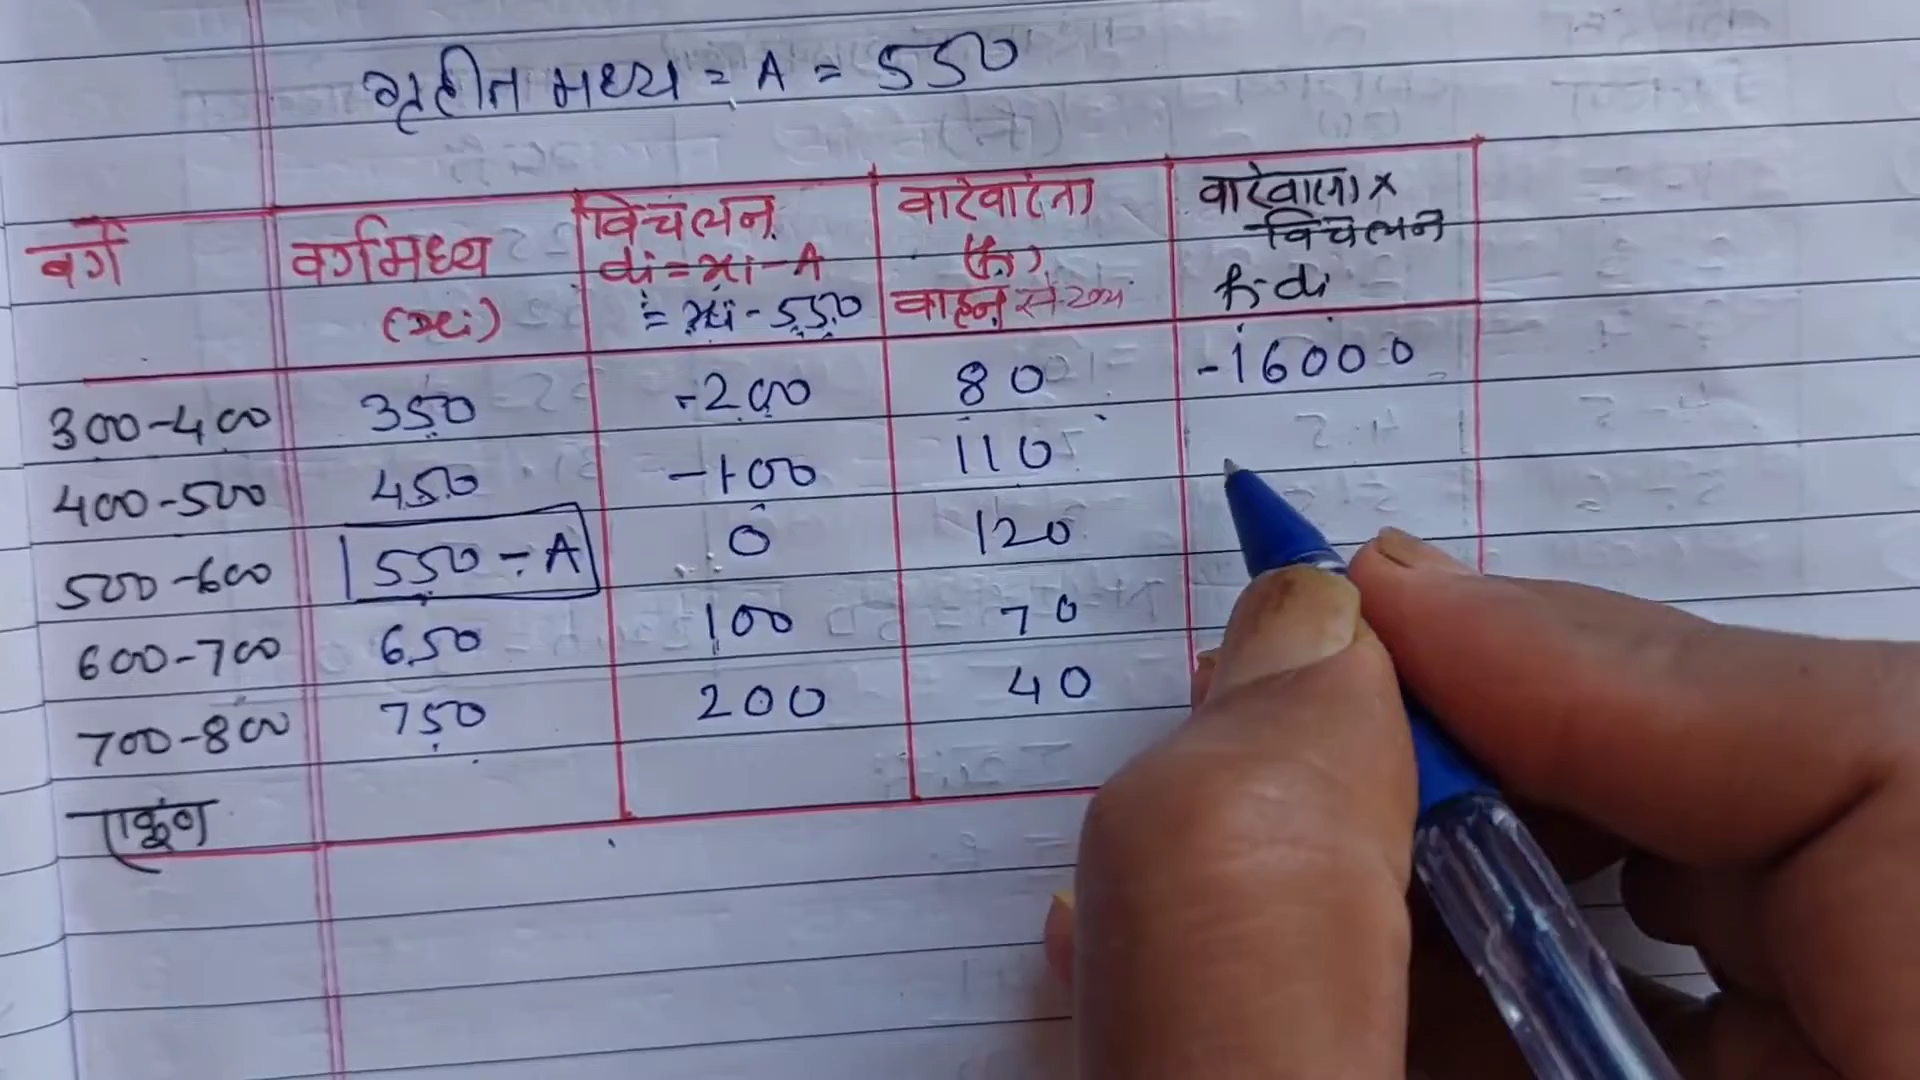 गृहीत मध्य = A = 550
वर्ग वर्गमध्य (xi) विचलन di = xi - A = xi - 550 वारंवारता (fi) वाहन संख्या वारंवारता × विचलन fi·di
300-400 350 -200 80 -16000
400-500 450 -100 110
500-600 550 - A 0 120
600-700 650 100 70
700-800 750 200 40
एकूण